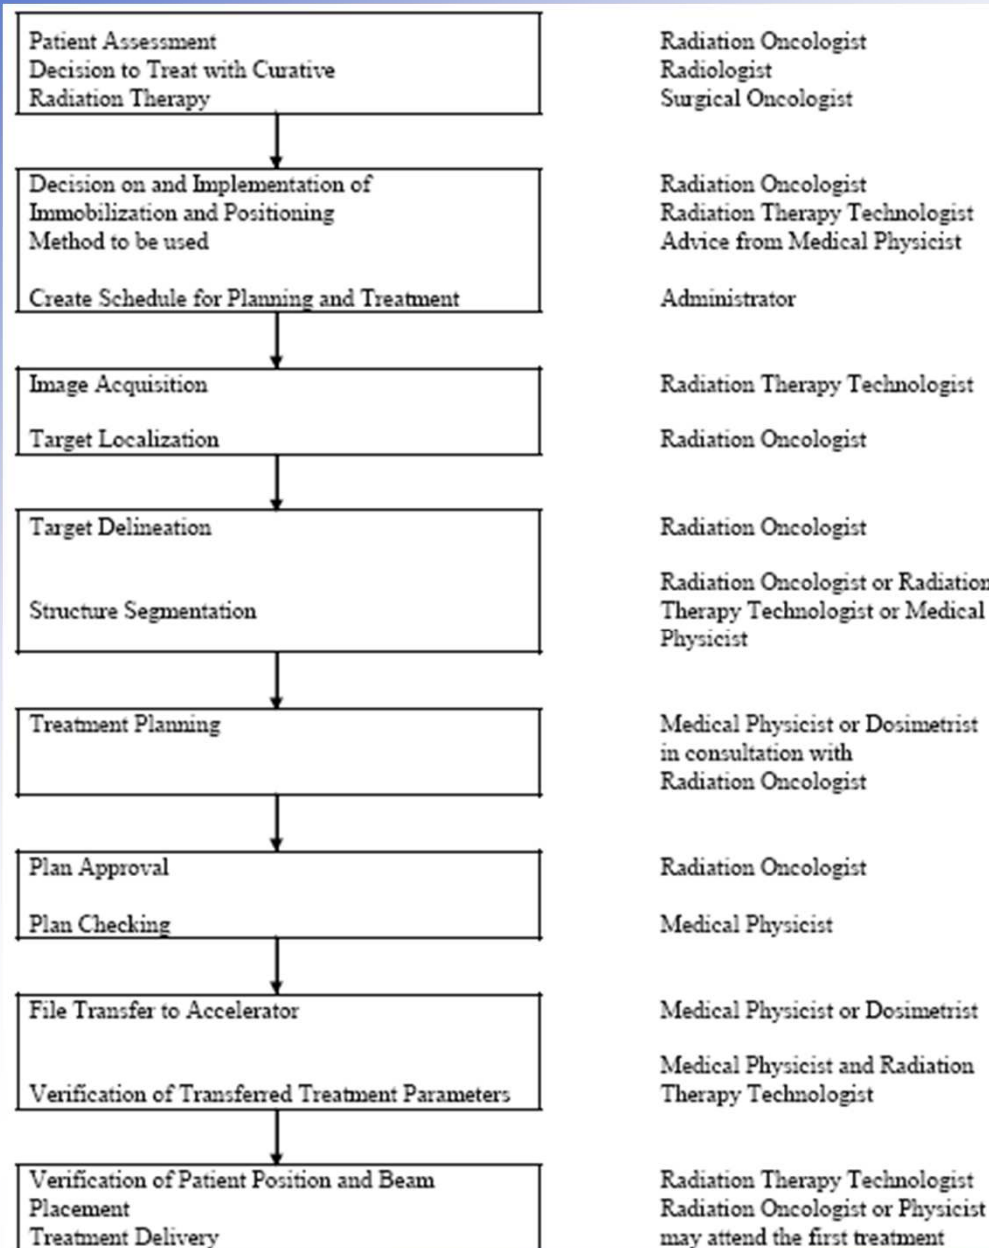 Patient Assessment
Decision to Treat with Curative
Radiation Therapy
Radiation Oncologist
Radiologist
Surgical Oncologist
Decision on and Implementation of
Immobilization and Positioning
Method to be used
Create Schedule for Planning and Treatment
Radiation Oncologist
Radiation Therapy Technologist
Advice from Medical Physicist
Administrator
Image Acquisition
Target Localization
Radiation Therapy Technologist
Radiation Oncologist
Target Delineation
Structure Segmentation
Radiation Oncologist
Radiation Oncologist or Radiation
Therapy Technologist or Medical
Physicist
Treatment Planning
Medical Physicist or Dosimetrist
in consultation with
Radiation Oncologist
Plan Approval
Plan Checking
Radiation Oncologist
Medical Physicist
File Transfer to Accelerator
Verification of Transferred Treatment Parameters
Medical Physicist or Dosimetrist
Medical Physicist and Radiation
Therapy Technologist
Verification of Patient Position and Beam
Placement
Treatment Delivery
Radiation Therapy Technologist
Radiation Oncologist or Physicist
may attend the first treatment